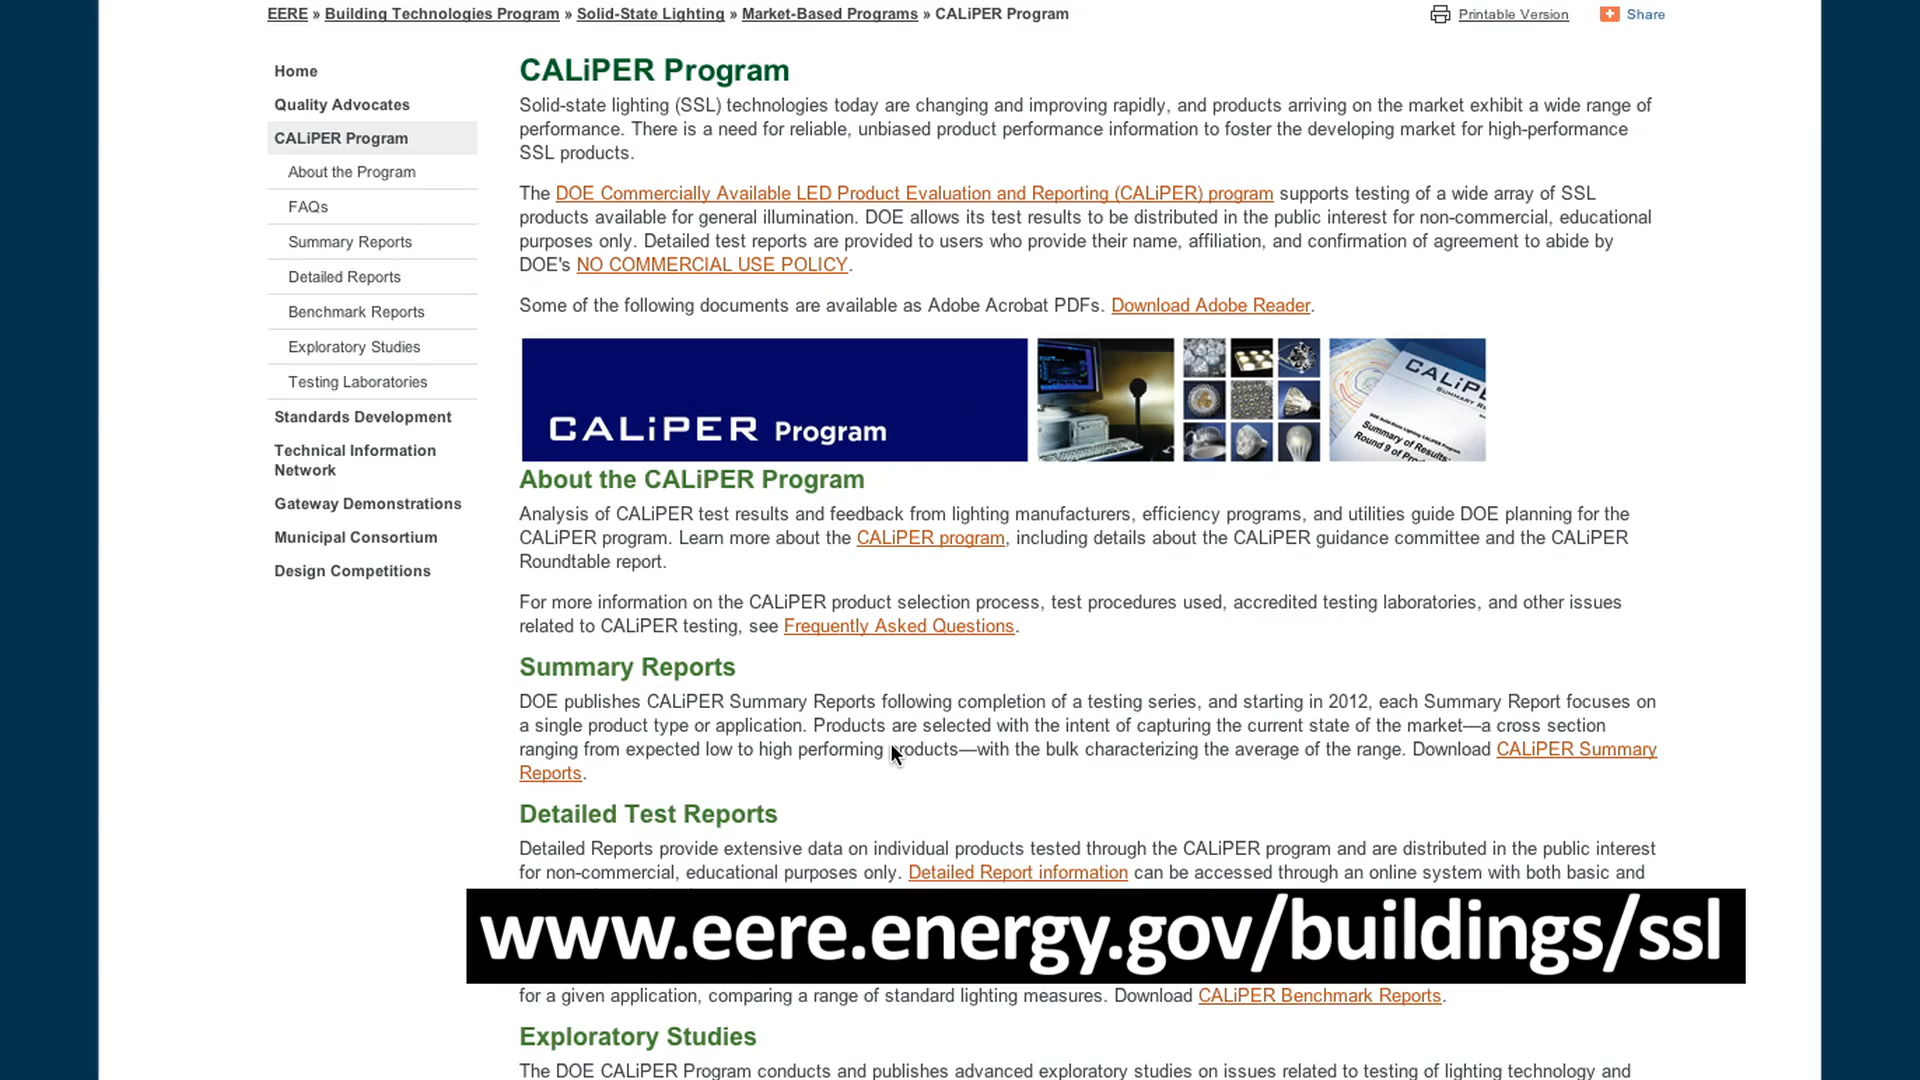 EERE » Building Technologies Program » Solid-State Lighting » Market-Based Programs » CALiPER Program
Printable Version
Share
Home
Quality Advocates
CALiPER Program
About the Program
FAQs
Summary Reports
Detailed Reports
Benchmark Reports
Exploratory Studies
Testing Laboratories
Standards Development
Technical Information
Network
Gateway Demonstrations
Municipal Consortium
Design Competitions
CALiPER Program
Solid-state lighting (SSL) technologies today are changing and improving rapidly, and products arriving on the market exhibit a wide range of
performance. There is a need for reliable, unbiased product performance information to foster the developing market for high-performance
SSL products.
The DOE Commercially Available LED Product Evaluation and Reporting (CALiPER) program supports testing of a wide array of SSL
products available for general illumination. DOE allows its test results to be distributed in the public interest for non-commercial, educational
purposes only. Detailed test reports are provided to users who provide their name, affiliation, and confirmation of agreement to abide by
DOE's NO COMMERCIAL USE POLICY.
Some of the following documents are available as Adobe Acrobat PDFs. Download Adobe Reader.
CALiPER Program
CALiPE
Summary R
Summary of Results:
Round 9 of Pro
About the CALiPER Program
Analysis of CALiPER test results and feedback from lighting manufacturers, efficiency programs, and utilities guide DOE planning for the
CALiPER program. Learn more about the CALiPER program, including details about the CALiPER guidance committee and the CALiPER
Roundtable report.
For more information on the CALiPER product selection process, test procedures used, accredited testing laboratories, and other issues
related to CALiPER testing, see Frequently Asked Questions.
Summary Reports
DOE publishes CALiPER Summary Reports following completion of a testing series, and starting in 2012, each Summary Report focuses on
a single product type or application. Products are selected with the intent of capturing the current state of the market—a cross section
ranging from expected low to high performing products—with the bulk characterizing the average of the range. Download CALiPER Summary
Reports.
Detailed Test Reports
Detailed Reports provide extensive data on individual products tested through the CALiPER program and are distributed in the public interest
for non-commercial, educational purposes only. Detailed Report information can be accessed through an online system with both basic and
www.eere.energy.gov/buildings/ssl
for a given application, comparing a range of standard lighting measures. Download CALiPER Benchmark Reports.
Exploratory Studies
The DOE CALiPER Program conducts and publishes advanced exploratory studies on issues related to testing of lighting technology and